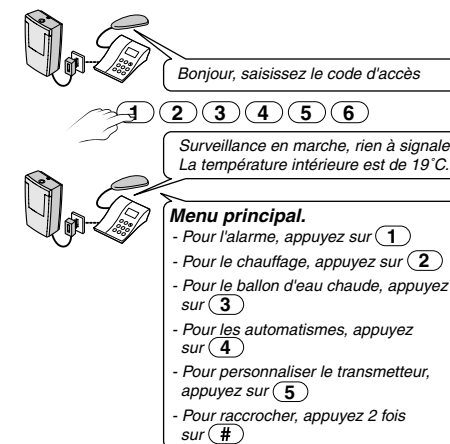 Bonjour, saisissez le code d'accès
1 2 3 4 5 6
Surveillance en marche, rien à signale
La température intérieure est de 19°C.
Menu principal.
- Pour l'alarme, appuyez sur 1
- Pour le chauffage, appuyez sur 2
- Pour le ballon d'eau chaude, appuyez
sur 3
- Pour les automatismes, appuyez
sur 4
- Pour personnaliser le transmetteur,
appuyez sur 5
- Pour raccrocher, appuyez 2 fois
sur #